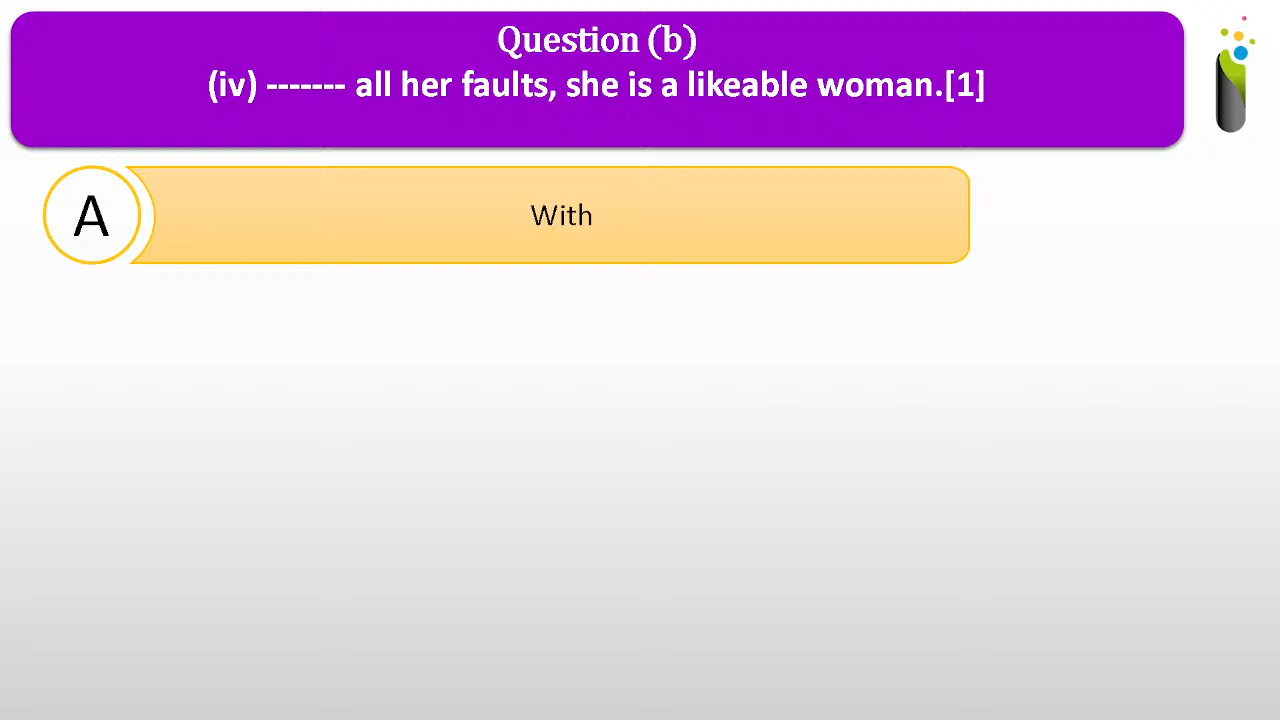 Question (b)
(iv) ------- all her faults, she is a likeable woman.[1]
A
With